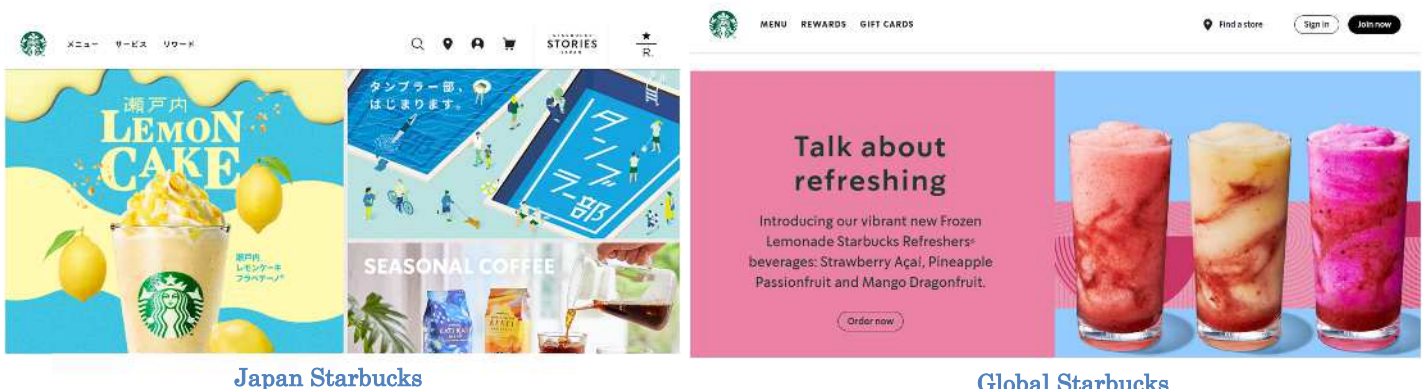 メニュー サービス リワード
STORIES
R.
瀬戸内
LEMON
CAKE
瀬戸内
レモンケーキ
フラペチーノ®
タンブラー部、
はじまります。
タンブラー部
SEASONAL COFFEE
Japan Starbucks
MENU REWARDS GIFT CARDS
Find a store
Sign in
Join now
Talk about
refreshing
Introducing our vibrant new Frozen
Lemonade Starbucks Refreshers®
beverages: Strawberry Açaí, Pineapple
Passionfruit and Mango Dragonfruit.
Order now
Global Starbucks